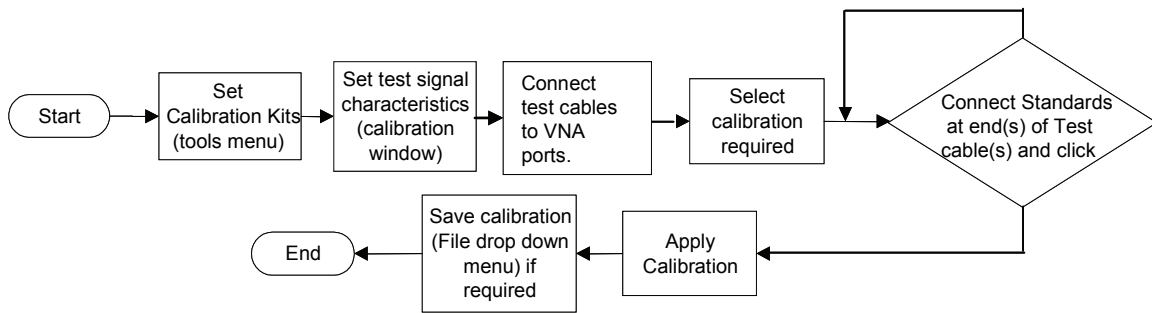 Start
Set
Calibration Kits
(tools menu)
Set test signal
characteristics
(calibration
window)
Connect
test cables
to VNA
ports.
Select
calibration
required
Connect Standards
at end(s) of Test
cable(s) and click
Apply
Calibration
Save calibration
(File drop down
menu) if
required
End